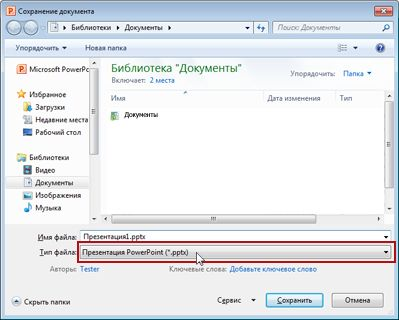 Сохранение документа
Библиотеки
Документы
Поиск: Документы
Упорядочить
Новая папка
Microsoft PowerPo
Избранное
Загрузки
Недавние места
Рабочий стол
Библиотеки
Видео
Документы
Изображения
Музыка
Библиотека "Документы"
Включает: 2 места
Упорядочить: Папка
Имя Дата изменения Тип
Документы
Имя файла: Презентация1.pptx
Тип файла: Презентация PowerPoint (*.pptx)
Авторы: Tester Ключевые слова: Добавьте ключевое слово
Скрыть папки
Сервис
Сохранить
Отмена